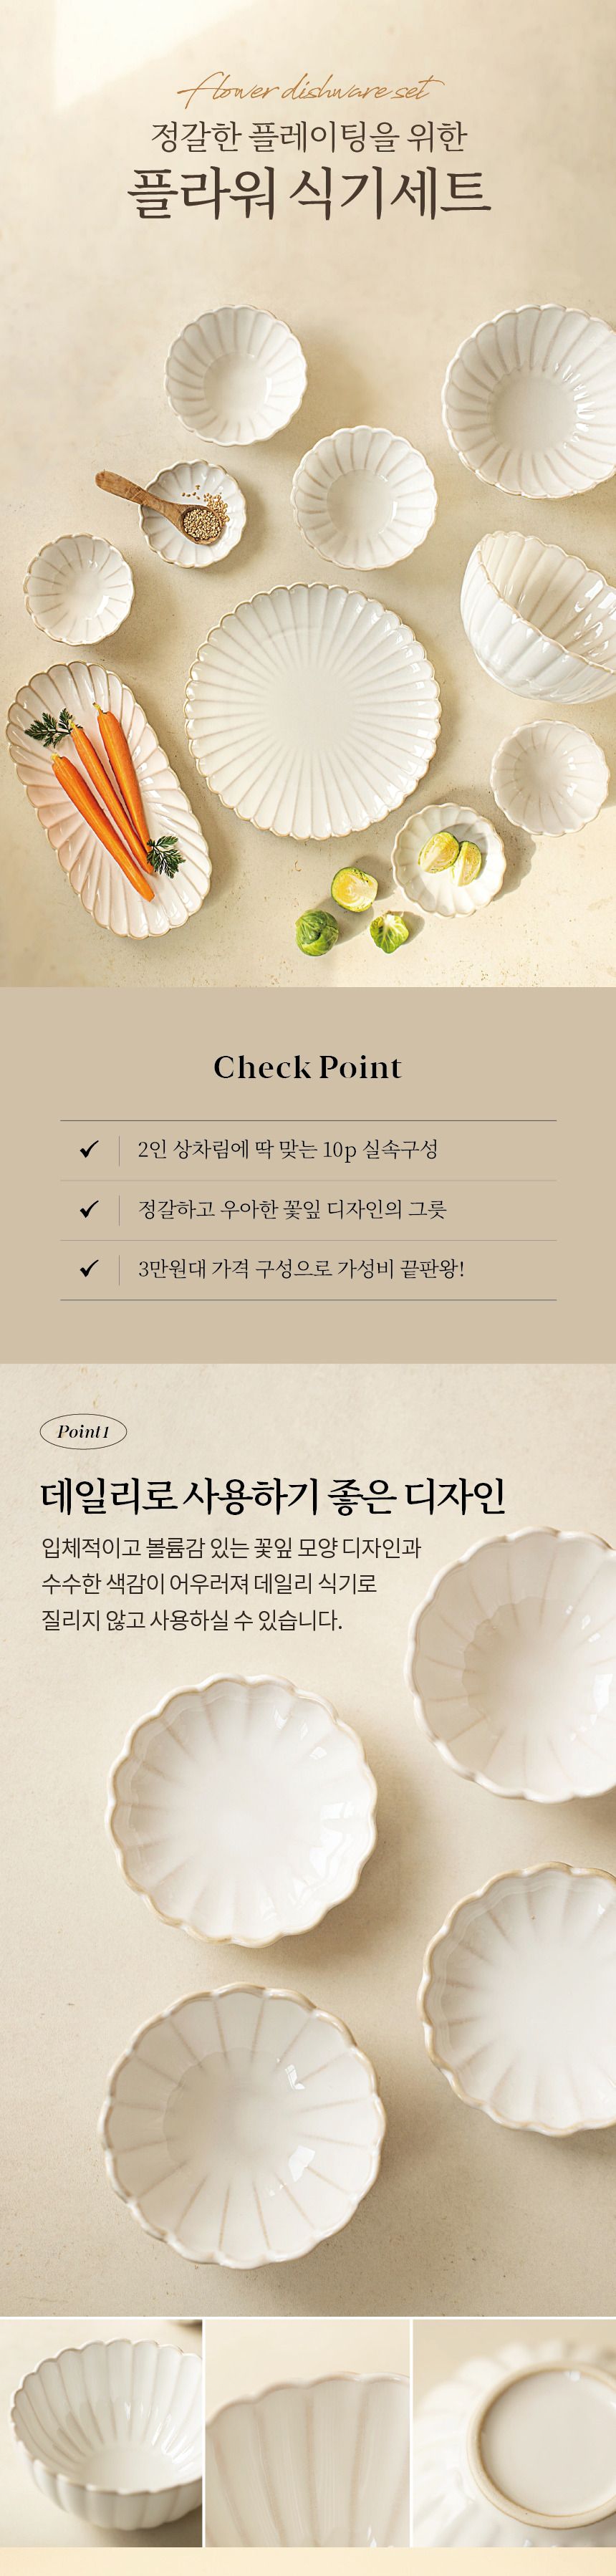 flower dishware set
정갈한 플레이팅을 위한
플라워 식기세트
Check Point
2인 상차림에 딱 맞는 10p 실속구성
정갈하고 우아한 꽃잎 디자인의 그릇
3만원대 가격 구성으로 가성비 끝판왕!
Point 1
데일리로 사용하기 좋은 디자인
입체적이고 볼륨감 있는 꽃잎 모양 디자인과
수수한 색감이 어우러져 데일리 식기로
질리지 않고 사용하실 수 있습니다.